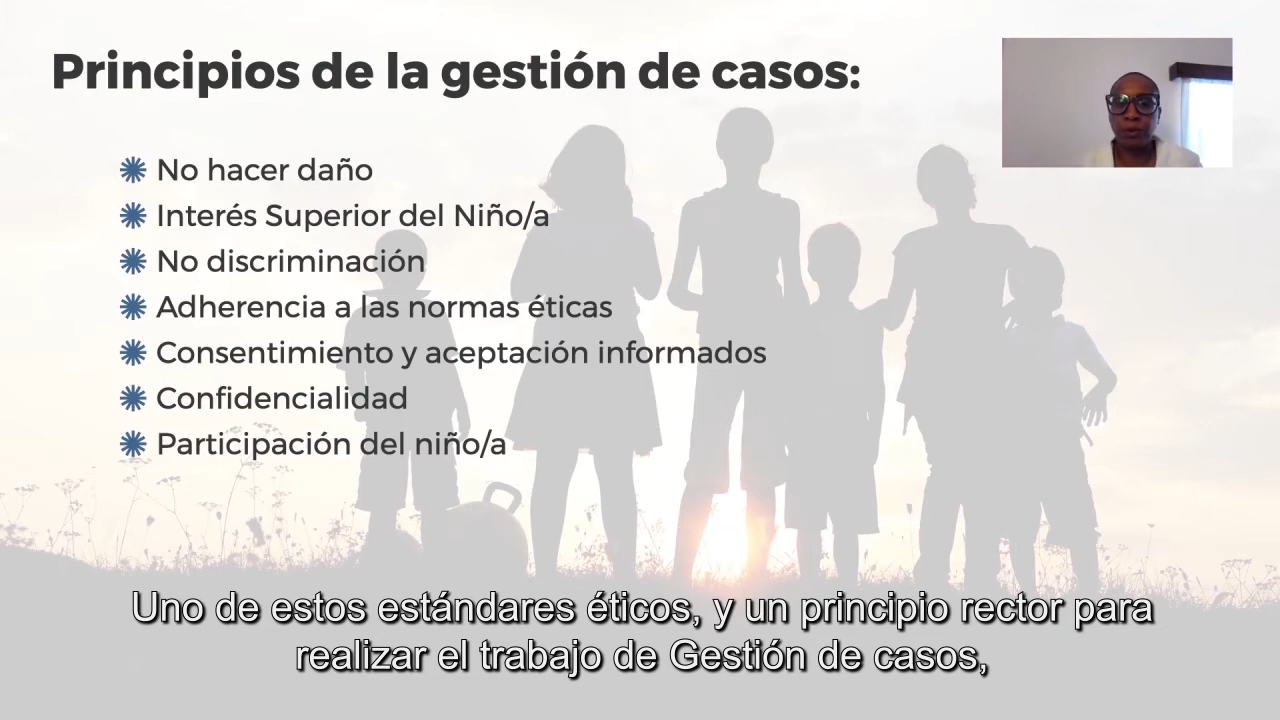 Principios de la gestión de casos:
No hacer daño
Interés Superior del Niño/a
No discriminación
Adherencia a las normas éticas
Consentimiento y aceptación informados
Confidencialidad
Participación del niño/a
Uno de estos estándares éticos, y un principio rector para
realizar el trabajo de Gestión de casos,